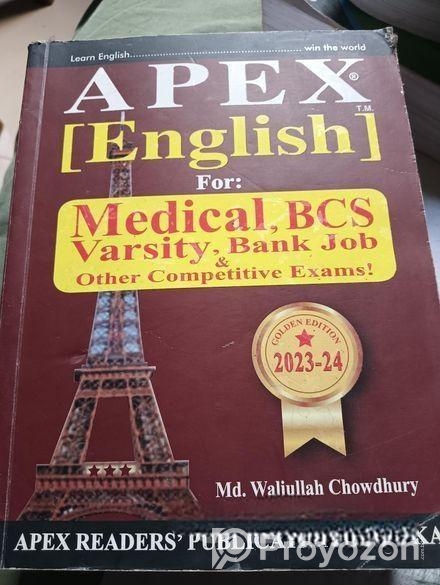 Learn English...................................................... win the world
APEX®
T.M.
[English]
For:
Medical, BCS
Varsity, Bank Job
&
Other Competitive Exams!
GOLDEN EDITION
2023-24
Md. Waliullah Chowdhury
APEX READERS' PUBLICATION
Proyozon